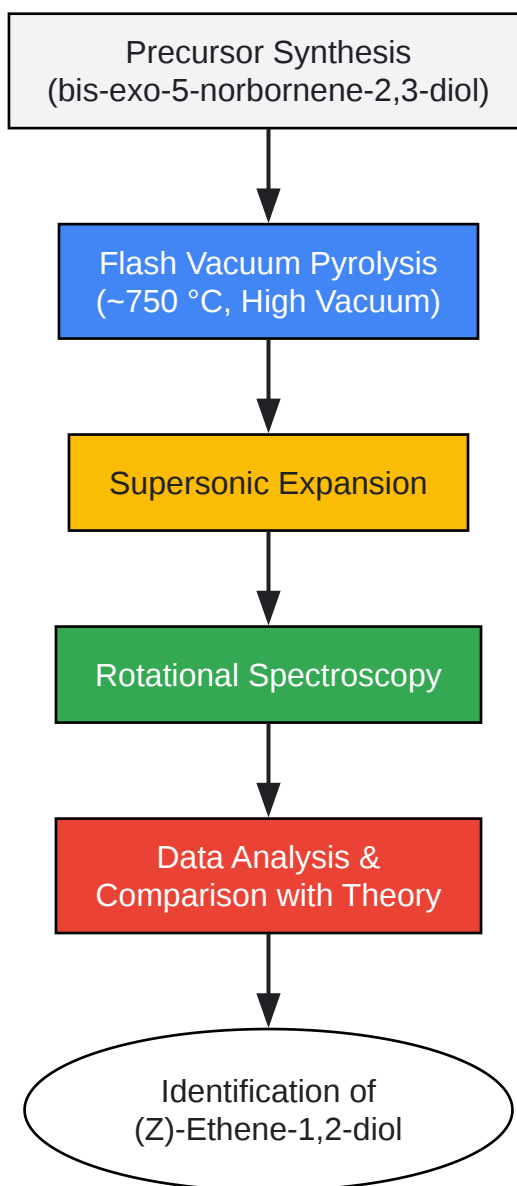 Precursor Synthesis
(bis-exo-5-norbornene-2,3-diol)
Flash Vacuum Pyrolysis
(~750 °C, High Vacuum)
Supersonic Expansion
Rotational Spectroscopy
Data Analysis &
Comparison with Theory
Identification of
(Z)-Ethene-1,2-diol